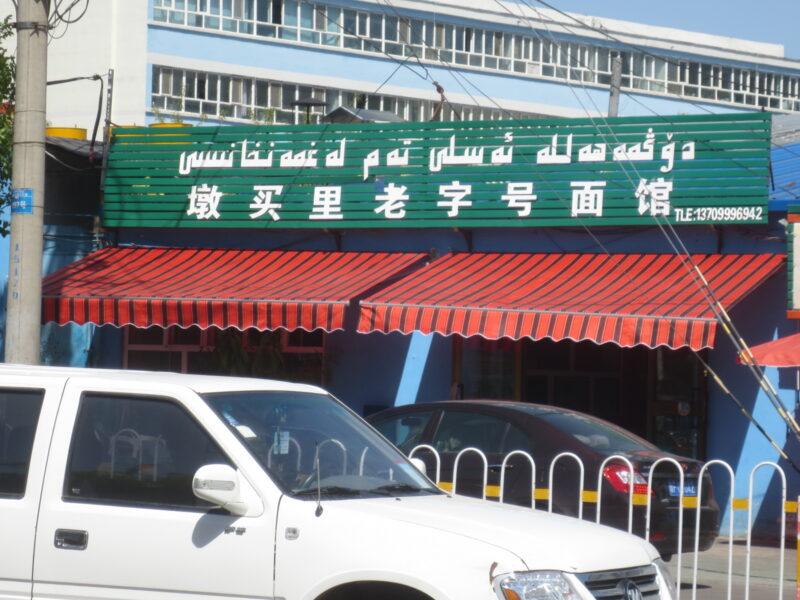 دۆڭمەھەللە ئەسلى تەم لەغمەنخانىسى
墩买里老字号面馆
TLE:13709996942